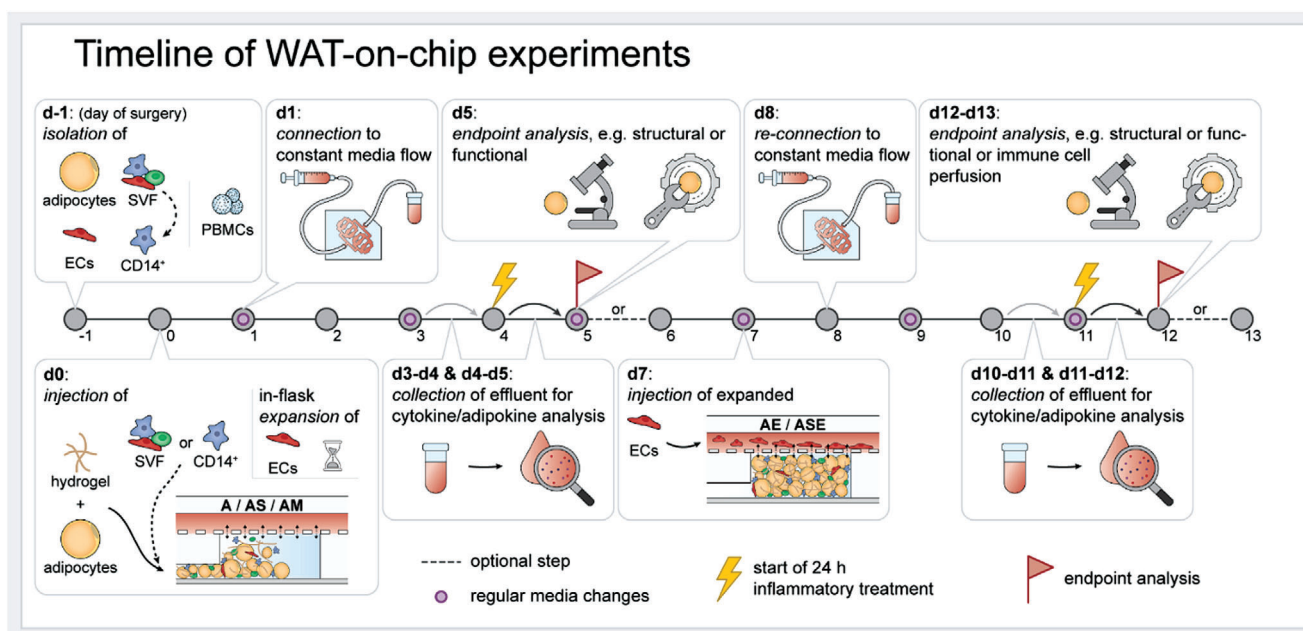 Timeline of WAT-on-chip experiments
d-1: (day of surgery)
isolation of
adipocytes
SVF
PBMCs
ECs
CD14⁺
d1:
connection to
constant media flow
d5:
endpoint analysis, e.g. structural or
functional
d8:
re-connection to
constant media flow
d12-d13:
endpoint analysis, e.g. structural or func-
tional or immune cell
perfusion
-1
0
1
2
3
4
5
or
6
7
8
9
10
11
12
or
13
d0:
injection of
SVF
or
CD14⁺
hydrogel
+
adipocytes
in-flask
expansion of
ECs
A / AS / AM
d3-d4 & d4-d5:
collection of effluent for
cytokine/adipokine analysis
d7:
injection of expanded
ECs
AE / ASE
d10-d11 & d11-d12:
collection of effluent for
cytokine/adipokine analysis
optional step
regular media changes
start of 24 h
inflammatory treatment
endpoint analysis